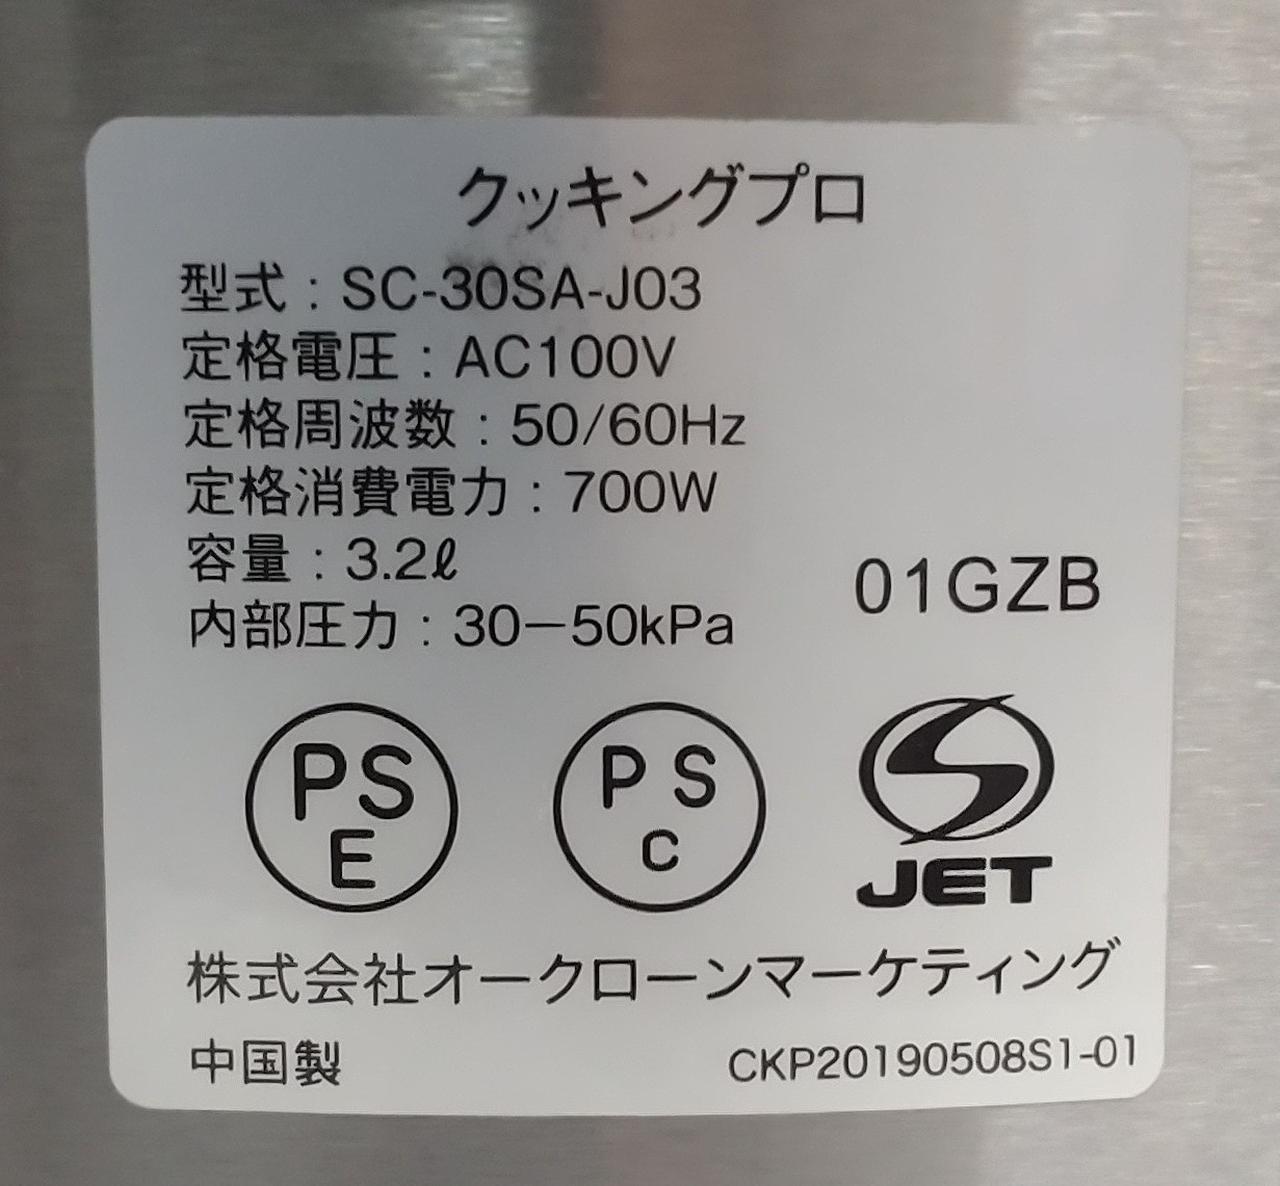 クッキングプロ
型式：SC-30SA-J03
定格電圧：AC100V
定格周波数：50/60Hz
定格消費電力：700W
容量：3.2ℓ
内部圧力：30−50kPa
01GZB
PS
E
PS
C
JET
株式会社オークローンマーケティング
中国製
CKP20190508S1-01